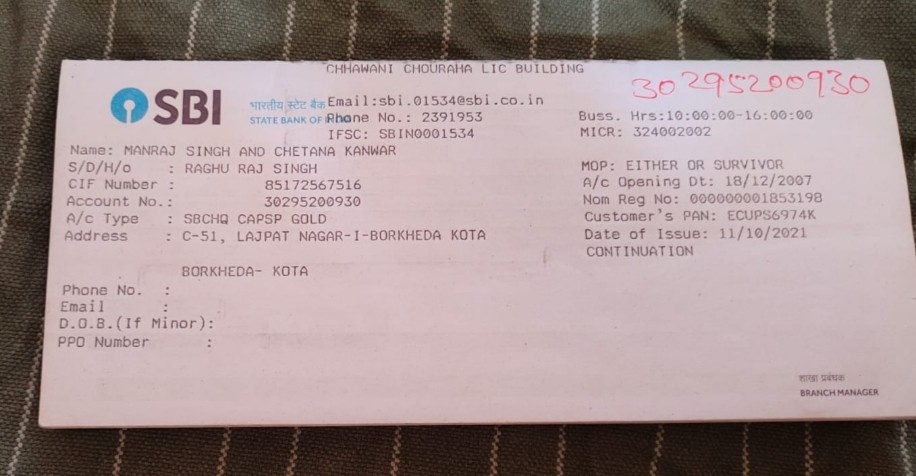 CHHAWANI CHOURAHA LIC BUILDING
30295200930
SBI
भारतीय स्टेट बैंक Email:sbi.01534@sbi.co.in
STATE BANK OF Phone No.: 2391953
Buss. Hrs:10:00:00-16:00:00
IFSC: SBIN0001534
MICR: 324002002
Name: MANRAJ SINGH AND CHETANA KANWAR
S/D/H/o : RAGHU RAJ SINGH
MOP: EITHER OR SURVIVOR
CIF Number : 85172567516
A/c Opening Dt: 18/12/2007
Account No.: 30295200930
Nom Reg No: 000000001853198
A/c Type : SBCHQ CAPSP GOLD
Customer's PAN: ECUPS6974K
Address : C-51, LAJPAT NAGAR-I-BORKHEDA KOTA
Date of Issue: 11/10/2021
CONTINUATION
BORKHEDA- KOTA
Phone No. :
Email :
D.O.B.(If Minor):
PPO Number :
शाखा प्रबंधक
BRANCH MANAGER